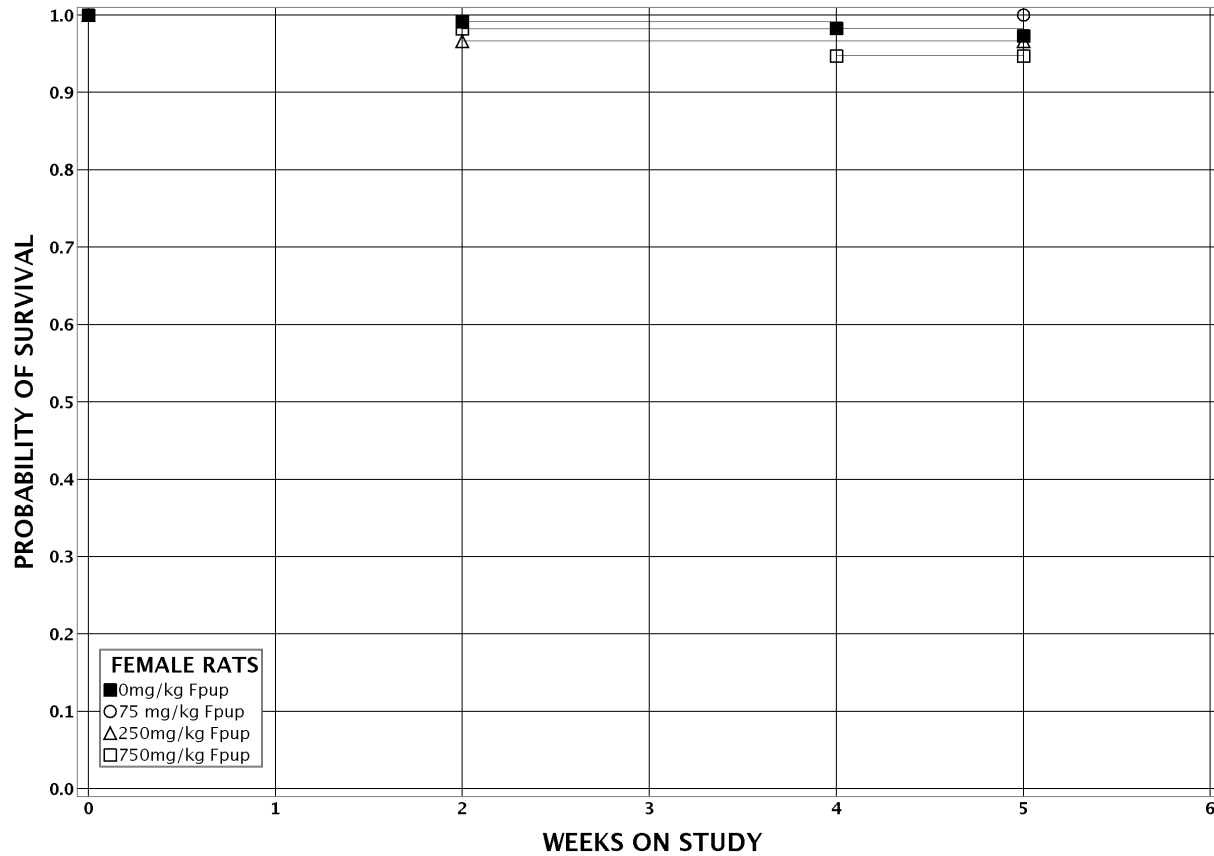 1.0
0.9
0.8
0.7
0.6
0.5
0.4
0.3
0.2
0.1
0.0
PROBABILITY OF SURVIVAL
FEMALE RATS
0mg/kg Fpup
75 mg/kg Fpup
250mg/kg Fpup
750mg/kg Fpup
0 1 2 3 4 5 6
WEEKS ON STUDY